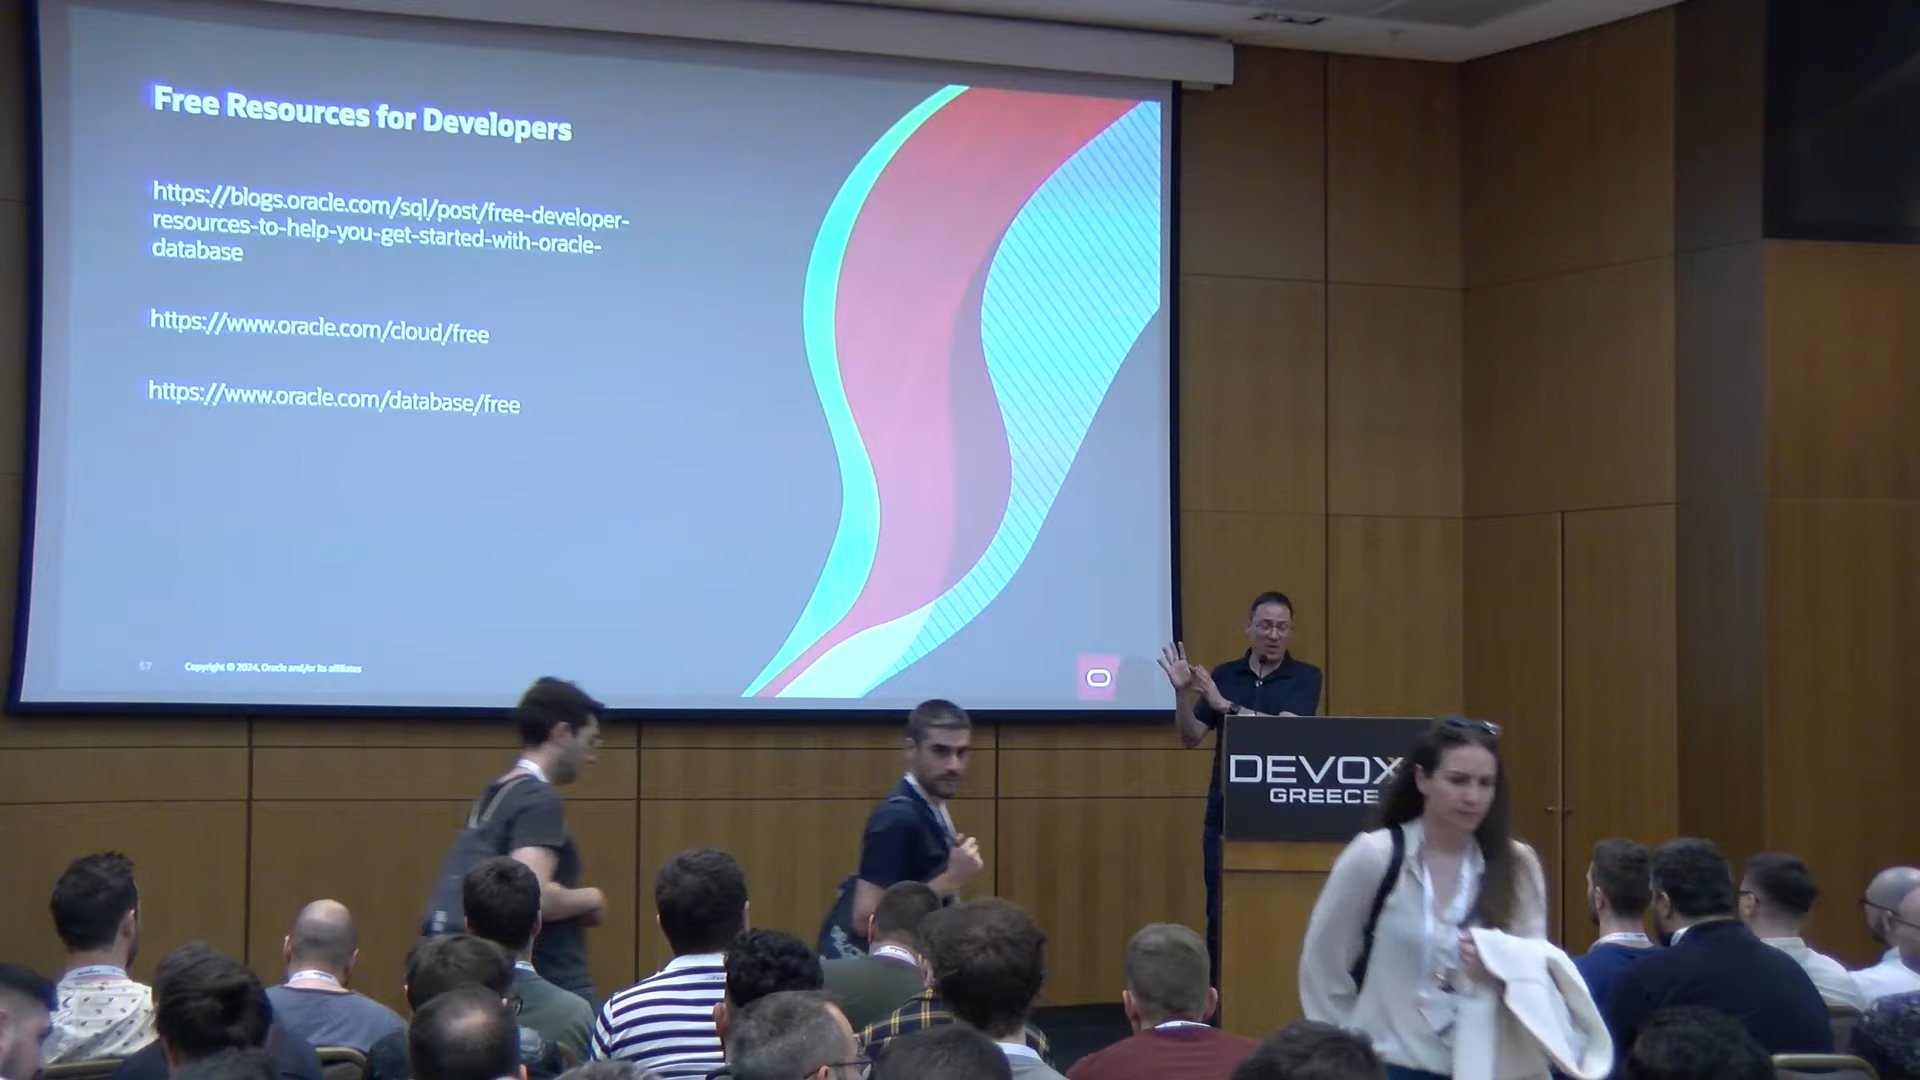 Free Resources for Developers
https://blogs.oracle.com/sql/post/free-developer-
resources-to-help-you-get-started-with-oracle-
database
https://www.oracle.com/cloud/free
https://www.oracle.com/database/free
57 Copyright © 2024, Oracle and/or its affiliates
DEVOXX
GREECE